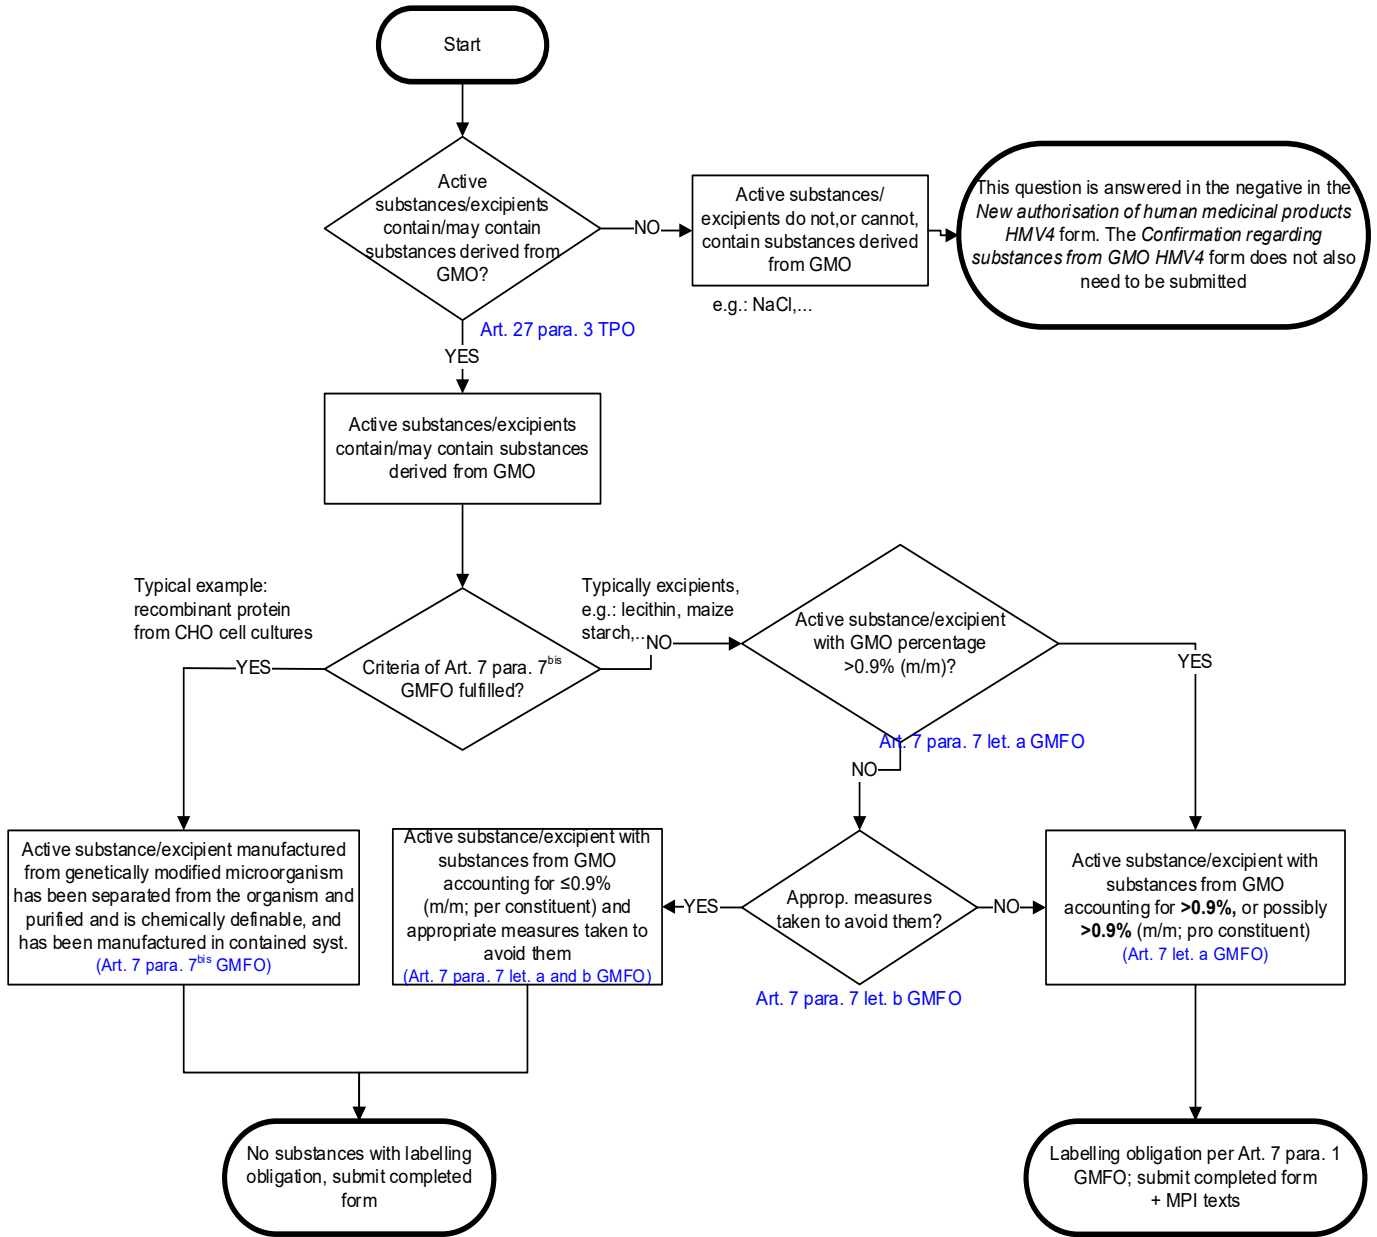 Start
Active
substances/excipients
contain/may contain
substances derived from
GMO?
NO
Active substances/
excipients do not,or cannot,
contain substances derived
from GMO
This question is answered in the negative in the
New authorisation of human medicinal products
HMV4 form. The Confirmation regarding
substances from GMO HMV4 form does not also
need to be submitted
e.g.: NaCl,...
Art. 27 para. 3 TPO
YES
Active substances/excipients
contain/may contain substances
derived from GMO
Typical example:
recombinant protein
from CHO cell cultures
Typically excipients,
e.g.: lecithin, maize
starch,..
NO
YES
Criteria of Art. 7 para. 7bis
GMFO fulfilled?
Active substance/excipient
with GMO percentage
>0.9% (m/m)?
YES
Art. 7 para. 7 let. a GMFO
NO
Active substance/excipient manufactured
from genetically modified microorganism
has been separated from the organism and
purified and is chemically definable, and
has been manufactured in contained syst.
(Art. 7 para. 7bis GMFO)
Active substance/excipient with
substances from GMO
accounting for ≤0.9%
(m/m; per constituent) and
appropriate measures taken to
avoid them
(Art. 7 para. 7 let. a and b GMFO)
YES
Approp. measures
taken to avoid them?
NO
Active substance/excipient with
substances from GMO
accounting for >0.9%, or possibly
>0.9% (m/m; pro constituent)
(Art. 7 let. a GMFO)
Art. 7 para. 7 let. b GMFO
No substances with labelling
obligation, submit completed
form
Labelling obligation per Art. 7 para. 1
GMFO; submit completed form
+ MPI texts